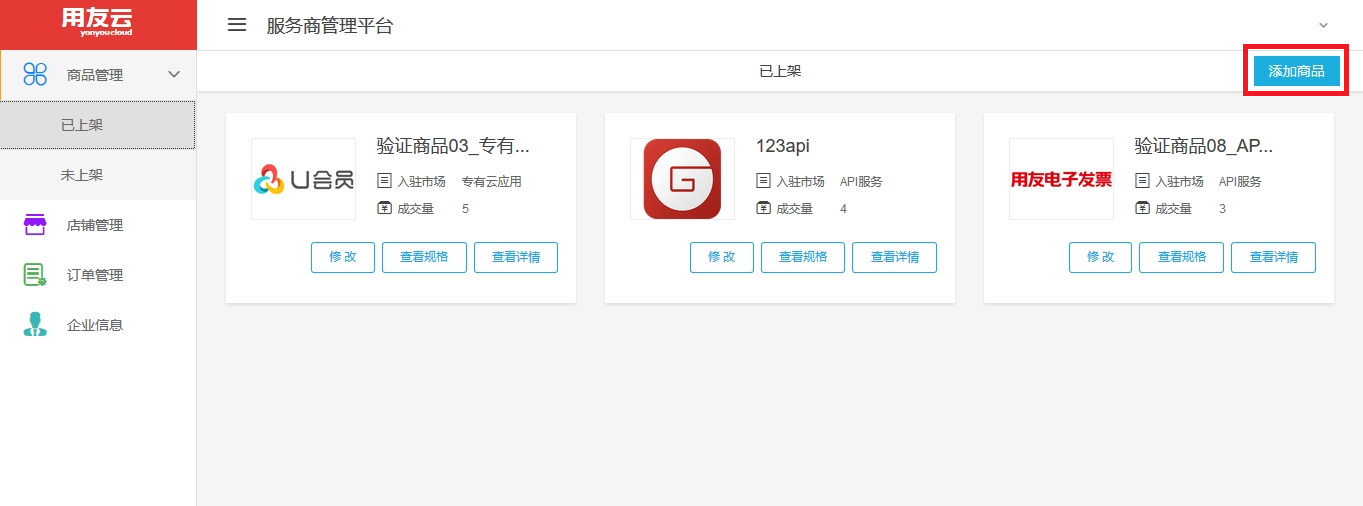 用友云
yonyoucloud
服务商管理平台
商品管理
已上架
未上架
店铺管理
订单管理
企业信息
已上架
添加商品
U会员
验证商品03_专有...
入驻市场 专有云应用
成交量 5
修 改 查看规格 查看详情
G
123api
入驻市场 API服务
成交量 4
修 改 查看规格 查看详情
用友电子发票
验证商品08_AP...
入驻市场 API服务
成交量 3
修 改 查看规格 查看详情